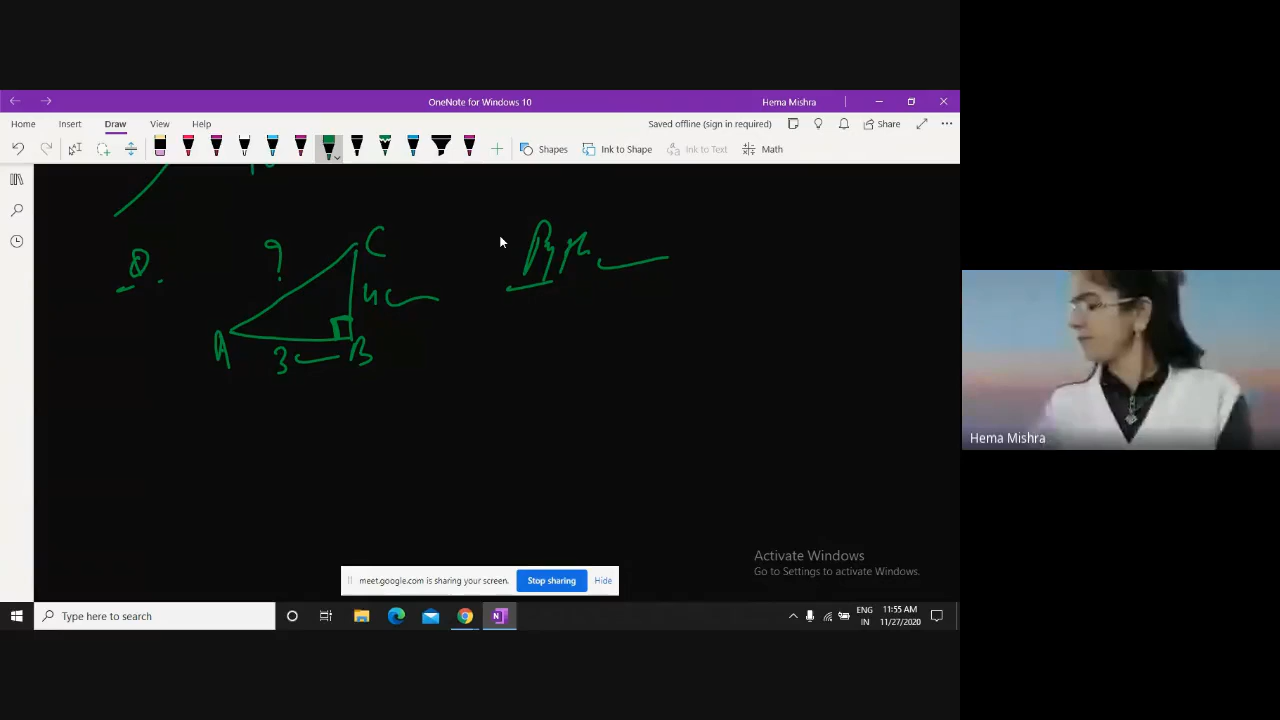 OneNote for Windows 10
Hema Mishra
Home Insert Draw View Help
Saved offline (sign in required)
Share
Shapes
Ink to Shape
Ink to Text
Math
Q.
?
C
4
A
3
B
Pyth
Hema Mishra
Activate Windows
Go to Settings to activate Windows.
meet.google.com is sharing your screen.
Stop sharing
Hide
Type here to search
ENG
IN
11:55 AM
11/27/2020